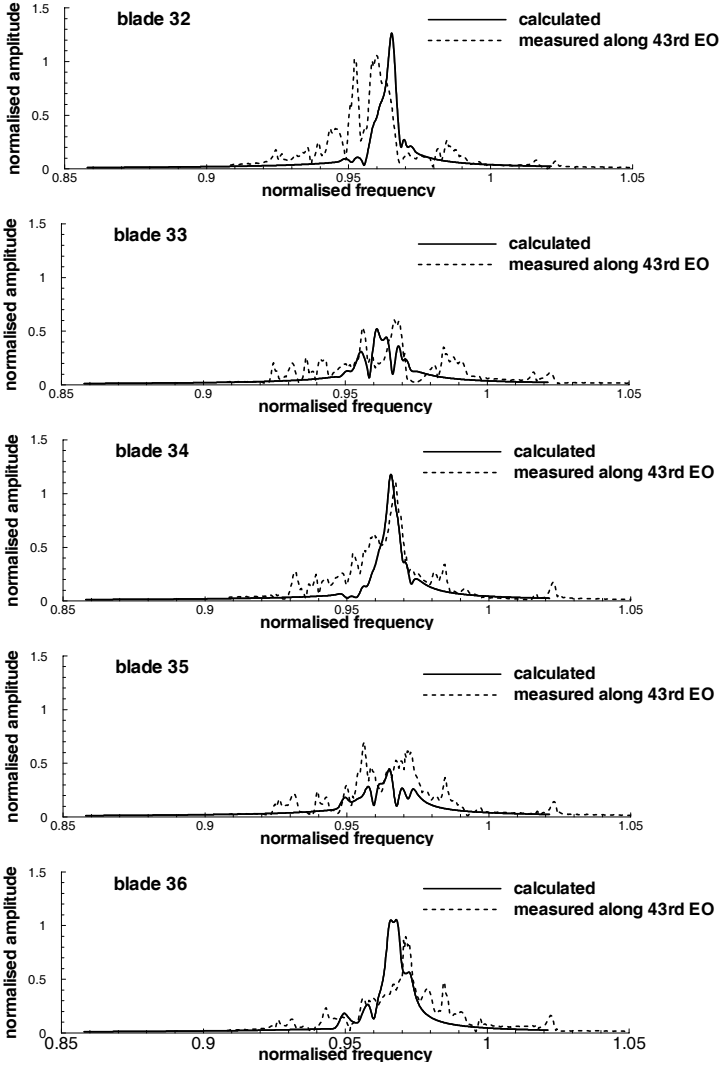 blade 32
calculated
measured along 43rd EO
normalised amplitude
1.5
1
0.5
0
0.85 0.9 0.95 1 1.05
normalised frequency
blade 33
calculated
measured along 43rd EO
normalised amplitude
1.5
1
0.5
0
0.85 0.9 0.95 1 1.05
normalised frequency
blade 34
calculated
measured along 43rd EO
normalised amplitude
1.5
1
0.5
0
0.85 0.9 0.95 1 1.05
normalised frequency
blade 35
calculated
measured along 43rd EO
normalised amplitude
1.5
1
0.5
0
0.85 0.9 0.95 1 1.05
normalised frequency
blade 36
calculated
measured along 43rd EO
normalised amplitude
1.5
1
0.5
0
0.85 0.9 0.95 1 1.05
normalised frequency